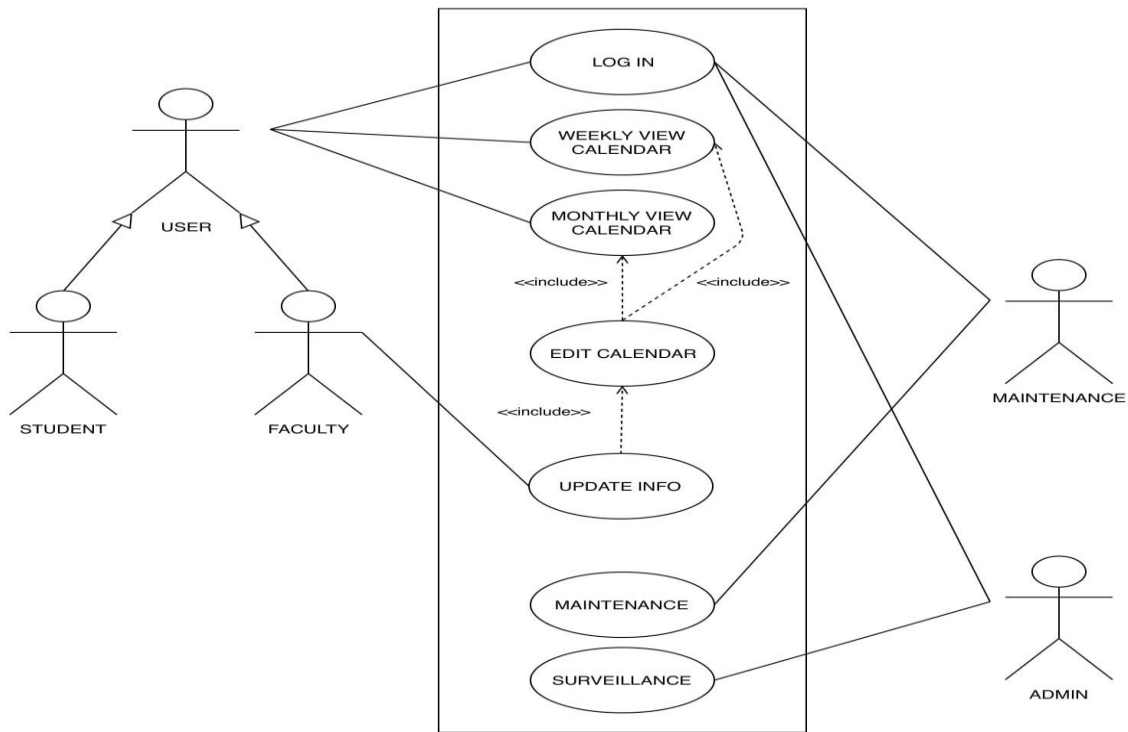 LOG IN
WEEKLY VIEW
CALENDAR
MONTHLY VIEW
CALENDAR
USER
<<include>>
<<include>>
EDIT CALENDAR
MAINTENANCE
<<include>>
STUDENT
FACULTY
UPDATE INFO
MAINTENANCE
SURVEILLANCE
ADMIN